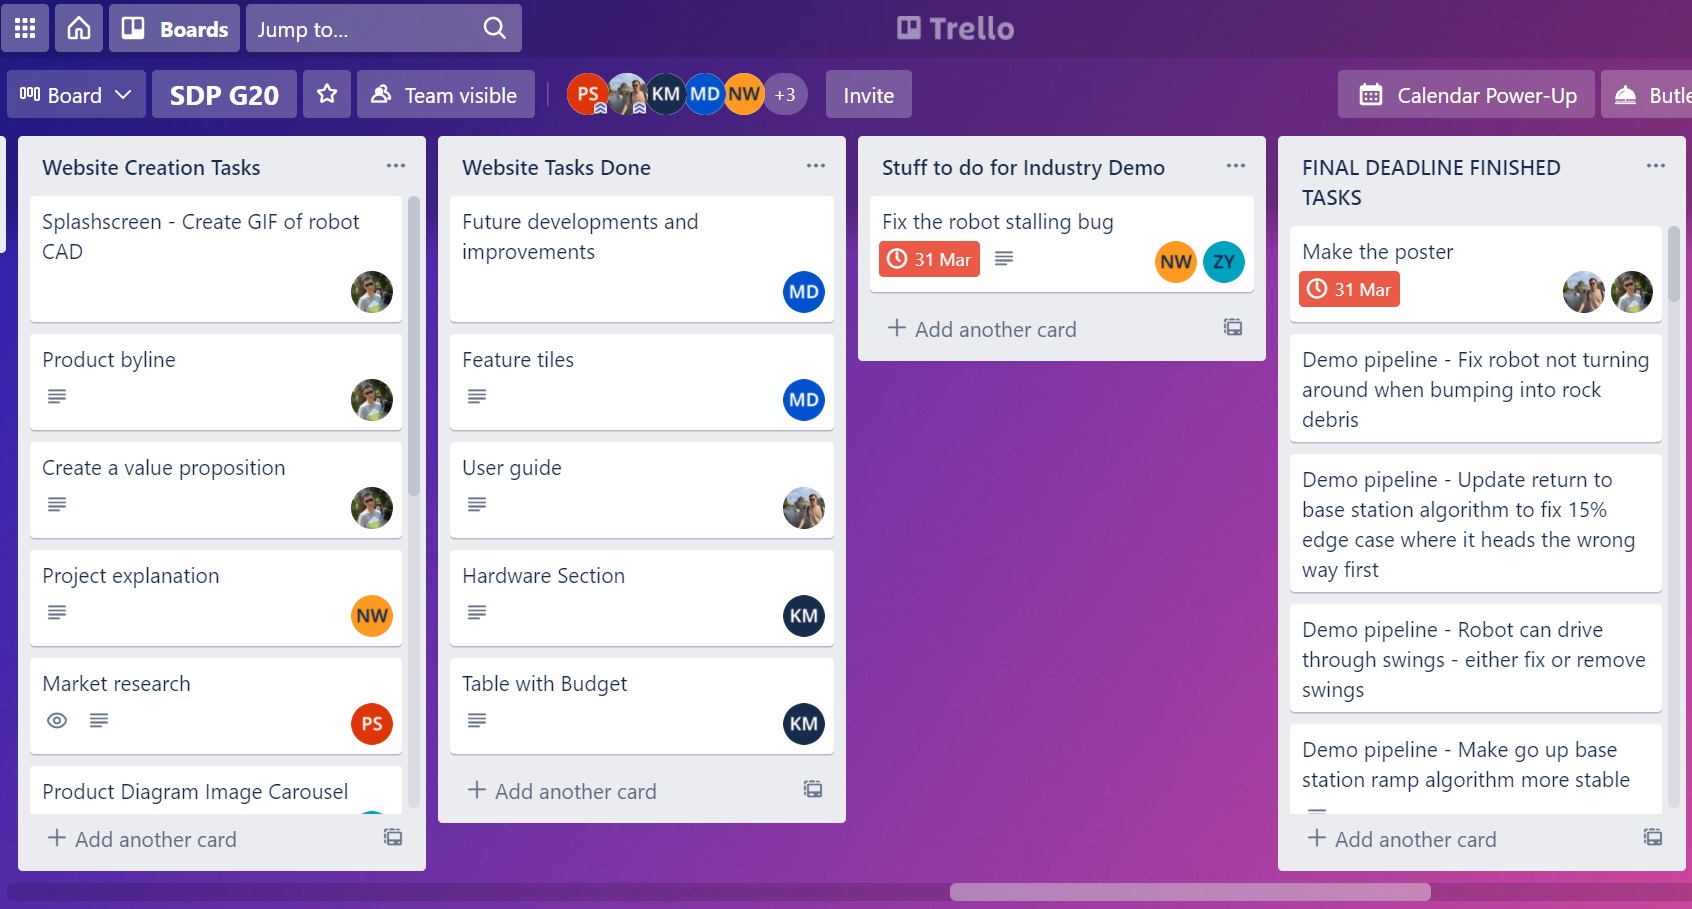 Boards
Jump to...
Trello
Board
SDP G20
Team visible
PS
KM
MD
NW
+3
Invite
Calendar Power-Up
Butle
Website Creation Tasks
Splashscreen - Create GIF of robot
CAD
Product byline
Create a value proposition
Project explanation
NW
Market research
PS
Product Diagram Image Carousel
+ Add another card
Website Tasks Done
Future developments and
improvements
MD
Feature tiles
MD
User guide
Hardware Section
KM
Table with Budget
KM
+ Add another card
Stuff to do for Industry Demo
Fix the robot stalling bug
31 Mar
NW
ZY
+ Add another card
FINAL DEADLINE FINISHED
TASKS
Make the poster
31 Mar
Demo pipeline - Fix robot not turning
around when bumping into rock
debris
Demo pipeline - Update return to
base station algorithm to fix 15%
edge case where it heads the wrong
way first
Demo pipeline - Robot can drive
through swings - either fix or remove
swings
Demo pipeline - Make go up base
station ramp algorithm more stable
+ Add another card